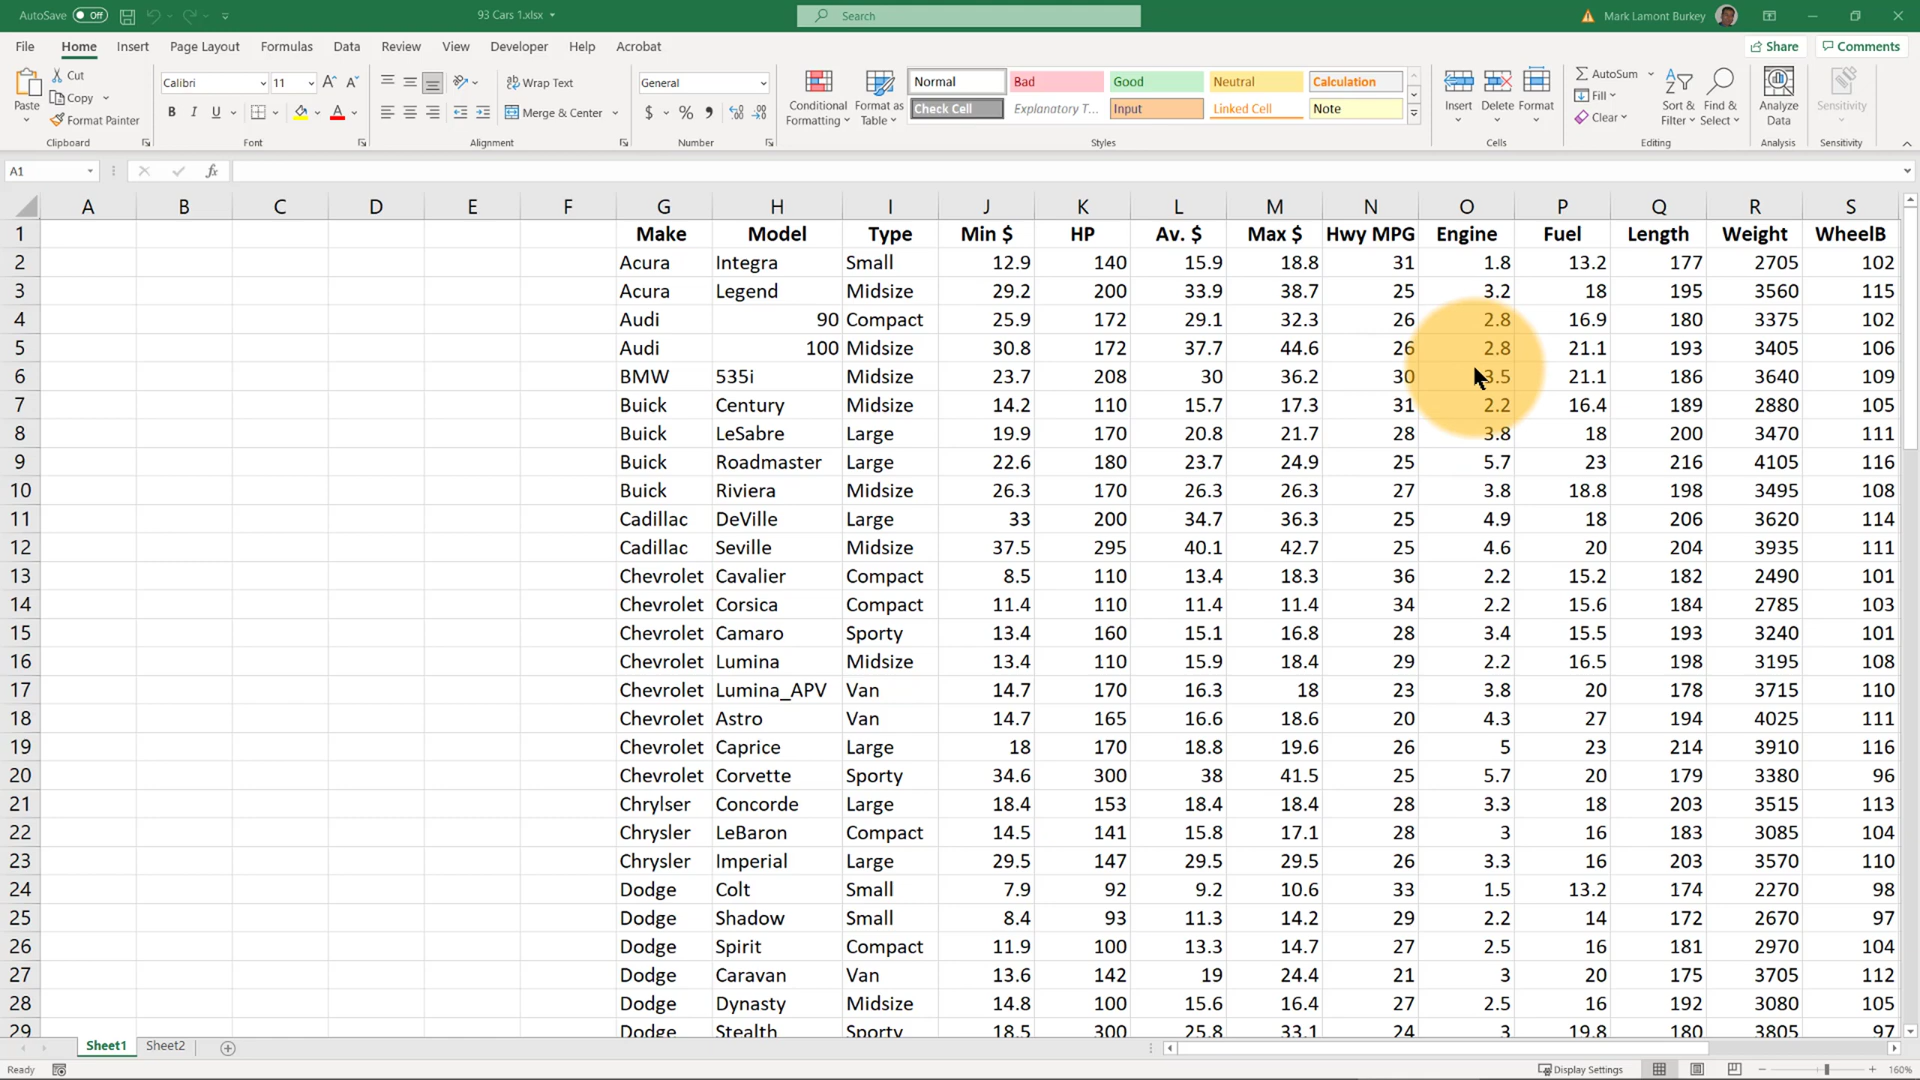 AutoSave Off 93 Cars 1.xlsx Search Mark Lamont Burkey
File Home Insert Page Layout Formulas Data Review View Developer Help Acrobat Share Comments
Paste Cut Copy Format Painter Clipboard
Calibri 11 B I U A Font
Wrap Text Merge & Center Alignment
General $ % Number
Conditional Formatting Format as Table
Normal Bad Good Neutral Calculation
Check Cell Explanatory T... Input Linked Cell Note
Styles
Insert Delete Format Cells
AutoSum Fill Clear Sort & Filter Find & Select Editing
Analyze Data Analysis
Sensitivity Sensitivity
A1 fx
A B C D E F G H I J K L M N O P Q R S
1 Make Model Type Min $ HP Av. $ Max $ Hwy MPG Engine Fuel Length Weight WheelB
2 Acura Integra Small 12.9 140 15.9 18.8 31 1.8 13.2 177 2705 102
3 Acura Legend Midsize 29.2 200 33.9 38.7 25 3.2 18 195 3560 115
4 Audi 90 Compact 25.9 172 29.1 32.3 26 2.8 16.9 180 3375 102
5 Audi 100 Midsize 30.8 172 37.7 44.6 26 2.8 21.1 193 3405 106
6 BMW 535i Midsize 23.7 208 30 36.2 30 3.5 21.1 186 3640 109
7 Buick Century Midsize 14.2 110 15.7 17.3 31 2.2 16.4 189 2880 105
8 Buick LeSabre Large 19.9 170 20.8 21.7 28 3.8 18 200 3470 111
9 Buick Roadmaster Large 22.6 180 23.7 24.9 25 5.7 23 216 4105 116
10 Buick Riviera Midsize 26.3 170 26.3 26.3 27 3.8 18.8 198 3495 108
11 Cadillac DeVille Large 33 200 34.7 36.3 25 4.9 18 206 3620 114
12 Cadillac Seville Midsize 37.5 295 40.1 42.7 25 4.6 20 204 3935 111
13 Chevrolet Cavalier Compact 8.5 110 13.4 18.3 36 2.2 15.2 182 2490 101
14 Chevrolet Corsica Compact 11.4 110 11.4 11.4 34 2.2 15.6 184 2785 103
15 Chevrolet Camaro Sporty 13.4 160 15.1 16.8 28 3.4 15.5 193 3240 101
16 Chevrolet Lumina Midsize 13.4 110 15.9 18.4 29 2.2 16.5 198 3195 108
17 Chevrolet Lumina_APV Van 14.7 170 16.3 18 23 3.8 20 178 3715 110
18 Chevrolet Astro Van 14.7 165 16.6 18.6 20 4.3 27 194 4025 111
19 Chevrolet Caprice Large 18 170 18.8 19.6 26 5 23 214 3910 116
20 Chevrolet Corvette Sporty 34.6 300 38 41.5 25 5.7 20 179 3380 96
21 Chrylser Concorde Large 18.4 153 18.4 18.4 28 3.3 18 203 3515 113
22 Chrysler LeBaron Compact 14.5 141 15.8 17.1 28 3 16 183 3085 104
23 Chrysler Imperial Large 29.5 147 29.5 29.5 26 3.3 16 203 3570 110
24 Dodge Colt Small 7.9 92 9.2 10.6 33 1.5 13.2 174 2270 98
25 Dodge Shadow Small 8.4 93 11.3 14.2 29 2.2 14 172 2670 97
26 Dodge Spirit Compact 11.9 100 13.3 14.7 27 2.5 16 181 2970 104
27 Dodge Caravan Van 13.6 142 19 24.4 21 3 20 175 3705 112
28 Dodge Dynasty Midsize 14.8 100 15.6 16.4 27 2.5 16 192 3080 105
29 Dodge Stealth Sporty 18.5 300 25.8 33.1 24 3 19.8 180 3805 97
Sheet1 Sheet2
Ready Display Settings 160%